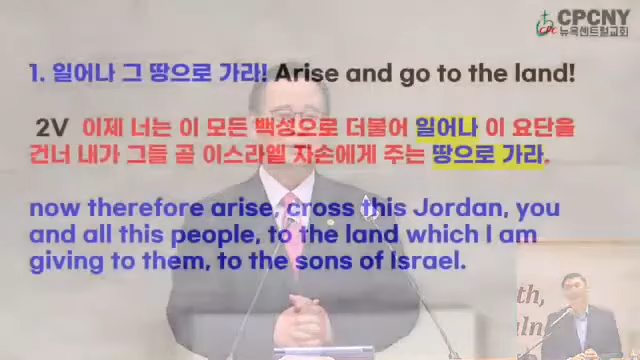 CPCNY
뉴욕센트럴교회
1. 일어나 그 땅으로 가라! Arise and go to the land!
2V 이제 너는 이 모든 백성으로 더불어 일어나 이 요단을
건너 내가 그들 곧 이스라엘 자손에게 주는 땅으로 가라.
now therefore arise, cross this Jordan, you
and all this people, to the land which I am
giving to them, to the sons of Israel.